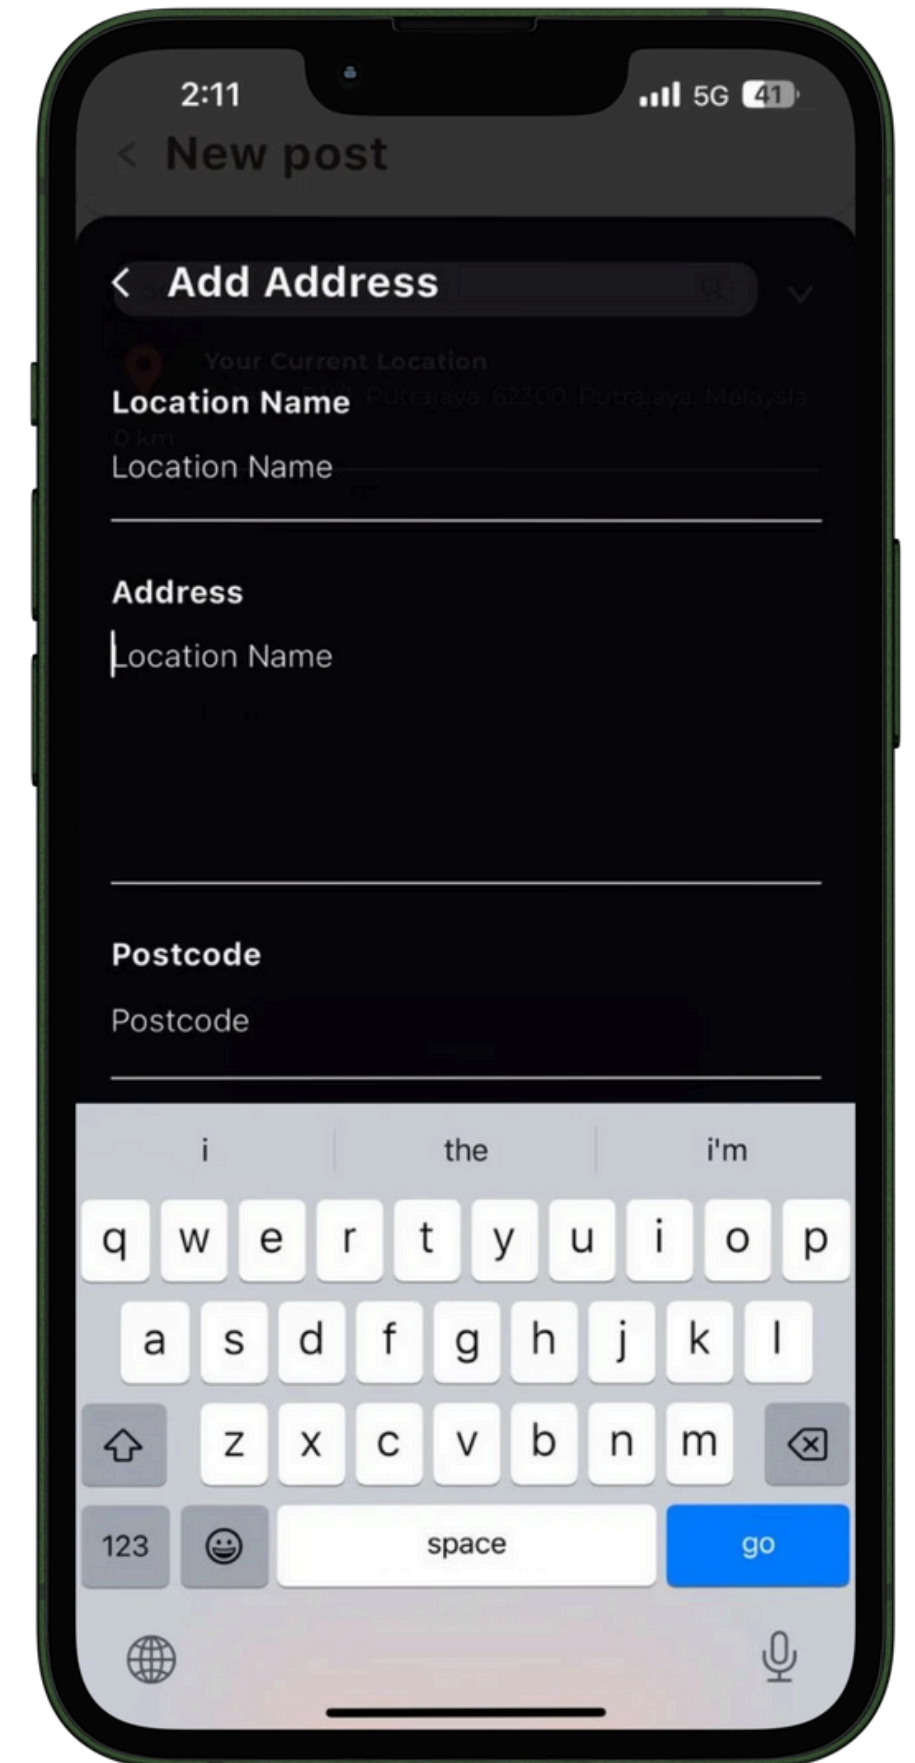 2:11 5G 41
< New post
< Add Address
Your Current Location
Putrajaya, 62300, Putrajaya, Malaysia
Location Name
0 km
Location Name
Address
Location Name
Postcode
Postcode
i the i'm
q w e r t y u i o p
a s d f g h j k l
z x c v b n m
123 space go